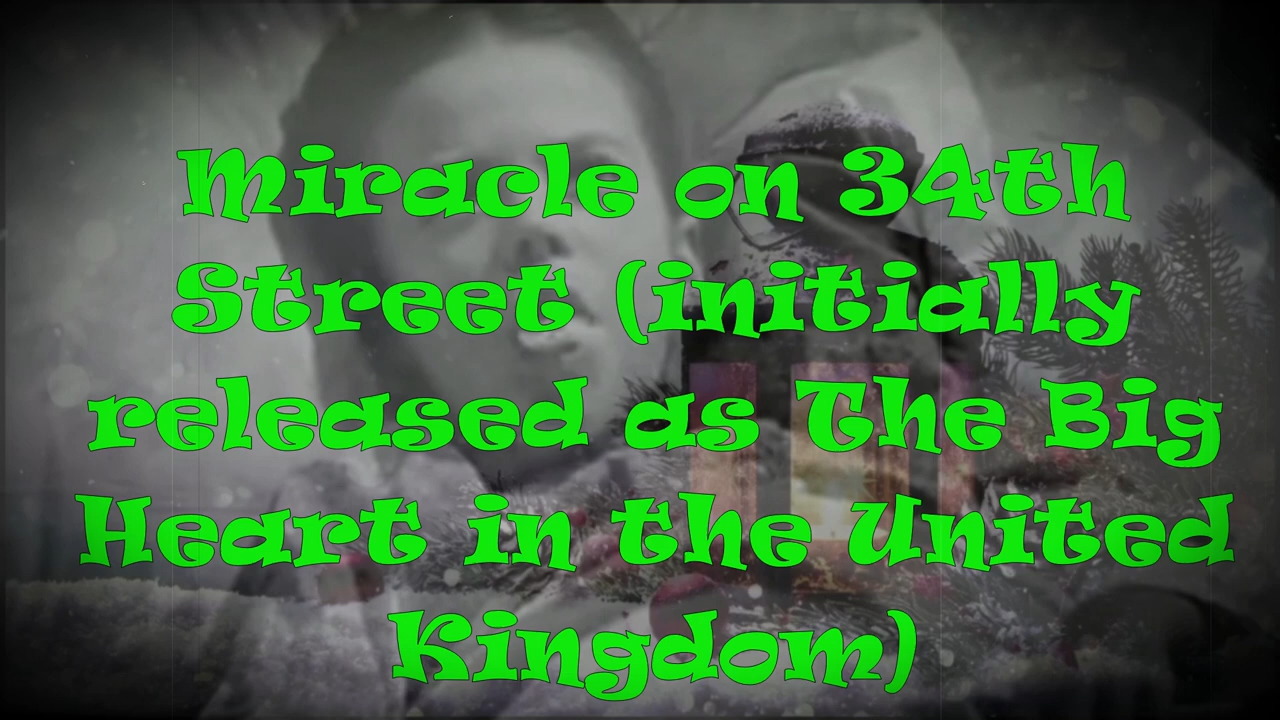 Miracle on 34th
Street (initially
released as The Big
Heart in the United
Kingdom)